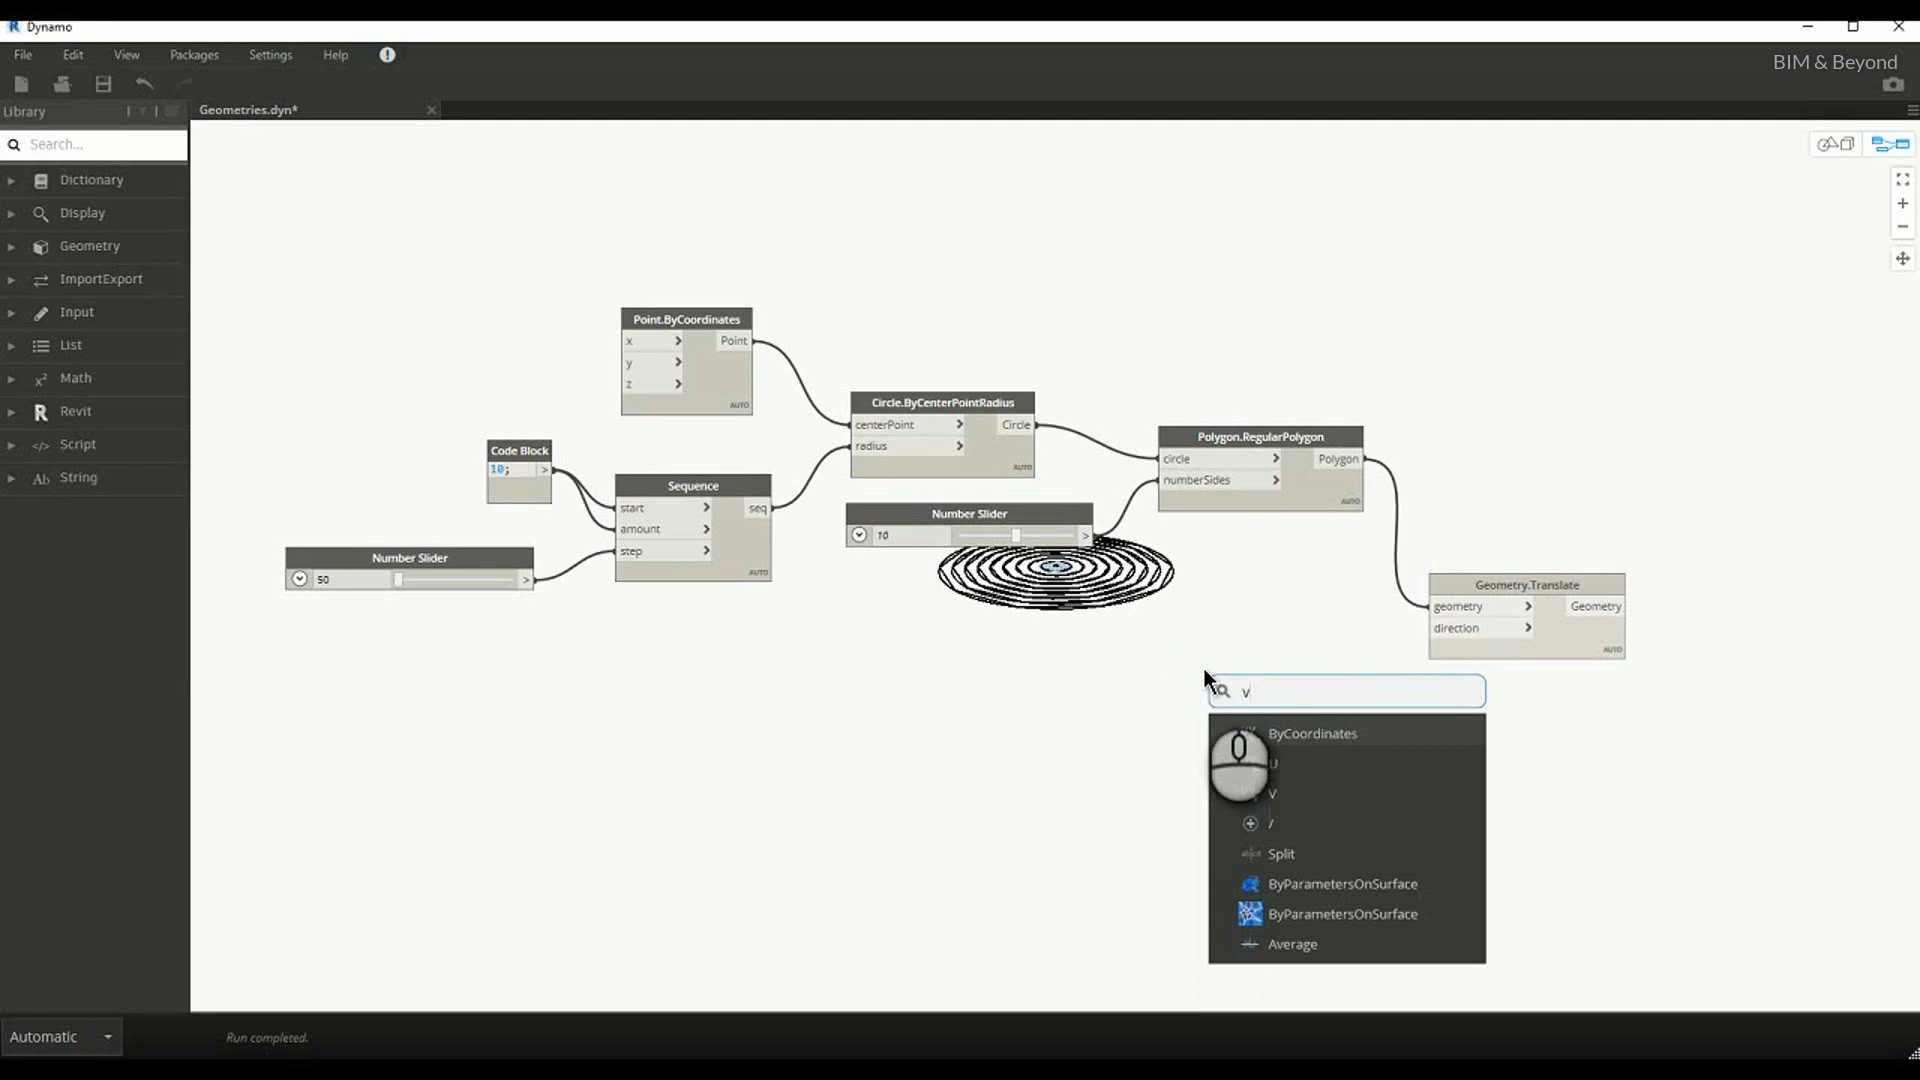 Dynamo
File Edit View Packages Settings Help
BIM & Beyond
Library
Geometries.dyn*
Search...
Dictionary
Display
Geometry
ImportExport
Input
List
Math
Revit
Script
String
Point.ByCoordinates
x Point
y
z
AUTO
Code Block
10; >
Number Slider
50 >
Sequence
start seq
amount
step
AUTO
Circle.ByCenterPointRadius
centerPoint Circle
radius
AUTO
Number Slider
10 >
Polygon.RegularPolygon
circle Polygon
numberSides
AUTO
Geometry.Translate
geometry Geometry
direction
AUTO
v
ByCoordinates
U
V
/
Split
ByParametersOnSurface
ByParametersOnSurface
Average
Automatic
Run completed.